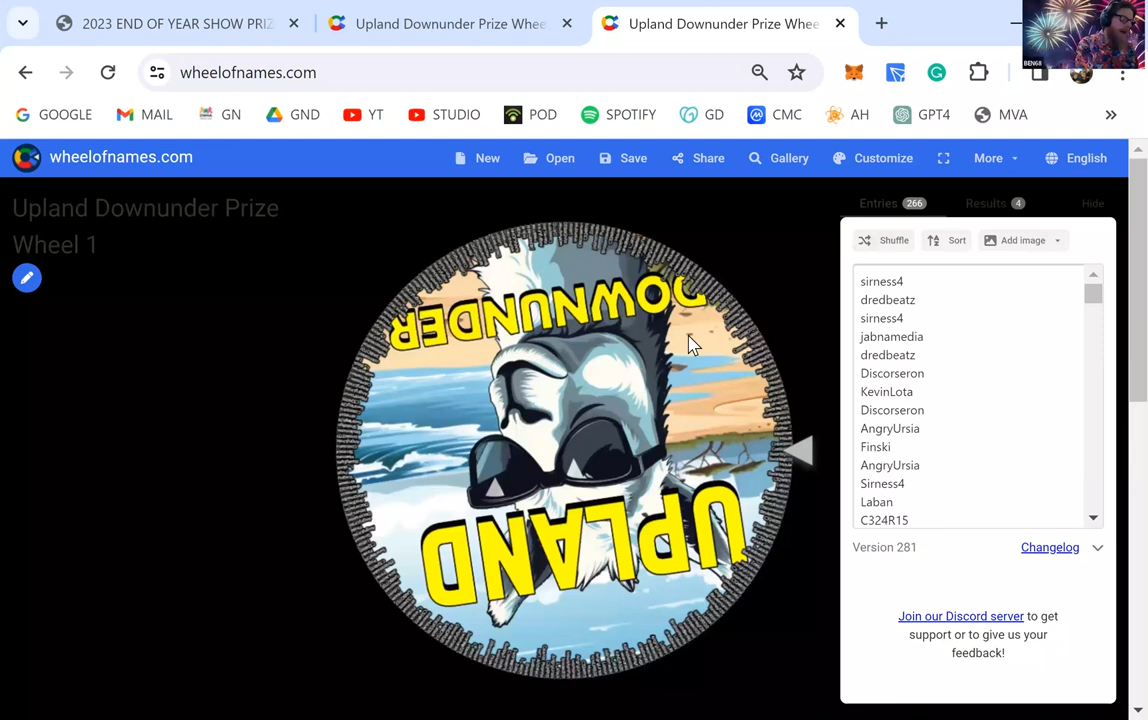 2023 END OF YEAR SHOW PRIZ
Upland Downunder Prize Whee
Upland Downunder Prize Whee
wheelofnames.com
BEN68
GOOGLE
MAIL
GN
GND
YT
STUDIO
POD
SPOTIFY
GD
CMC
AH
GPT4
MVA
wheelofnames.com
New
Open
Save
Share
Gallery
Customize
More
English
Upland Downunder Prize
Wheel 1
Entries 266
Results 4
Hide
Shuffle
Sort
Add image
sirness4
dredbeatz
sirness4
jabnamedia
dredbeatz
Discorseron
KevinLota
Discorseron
AngryUrsia
Finski
AngryUrsia
Sirness4
Laban
C324R15
UPLAND
DOWNUNDER
Version 281
Changelog
Join our Discord server to get
support or to give us your
feedback!